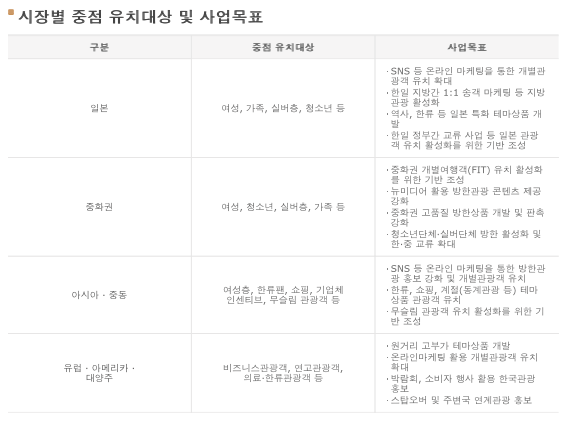 시장별 중점 유치대상 및 사업목표
구분 중점 유치대상 사업목표
일본
여성, 가족, 실버층, 청소년 등
· SNS 등 온라인 마케팅을 통한 개별관
광객 유치 확대
· 한일 지방간 1:1 송객 마케팅 등 지방
관광 활성화
· 역사, 한류 등 일본 특화 테마상품 개
발
· 한일 정부간 교류 사업 등 일본 관광
객 유치 활성화를 위한 기반 조성
중화권
여성, 청소년, 실버층, 가족 등
· 중화권 개별여행객(FIT) 유치 활성화
를 위한 기반 조성
· 뉴미디어 활용 방한관광 콘텐츠 제공
강화
· 중화권 고품질 방한상품 개발 및 판촉
강화
· 청소년단체·실버단체 방한 활성화 및
한·중 교류 확대
아시아 · 중동
여성층, 한류팬, 쇼핑, 기업체
인센티브, 무슬림 관광객 등
· SNS 등 온라인 마케팅을 통한 방한관
광 홍보 강화 및 개별관광객 유치
· 한류, 쇼핑, 계절(동계관광 등) 테마
상품 관광객 유치
· 무슬림 관광객 유치 활성화를 위한 기
반 조성
유럽 · 아메리카 ·
대양주
비즈니스관광객, 연고관광객,
의료·한류관광객 등
· 원거리 고부가 테마상품 개발
· 온라인마케팅 활용 개별관광객 유치
확대
· 박람회, 소비자 행사 활용 한국관광
홍보
· 스탑오버 및 주변국 연계관광 홍보